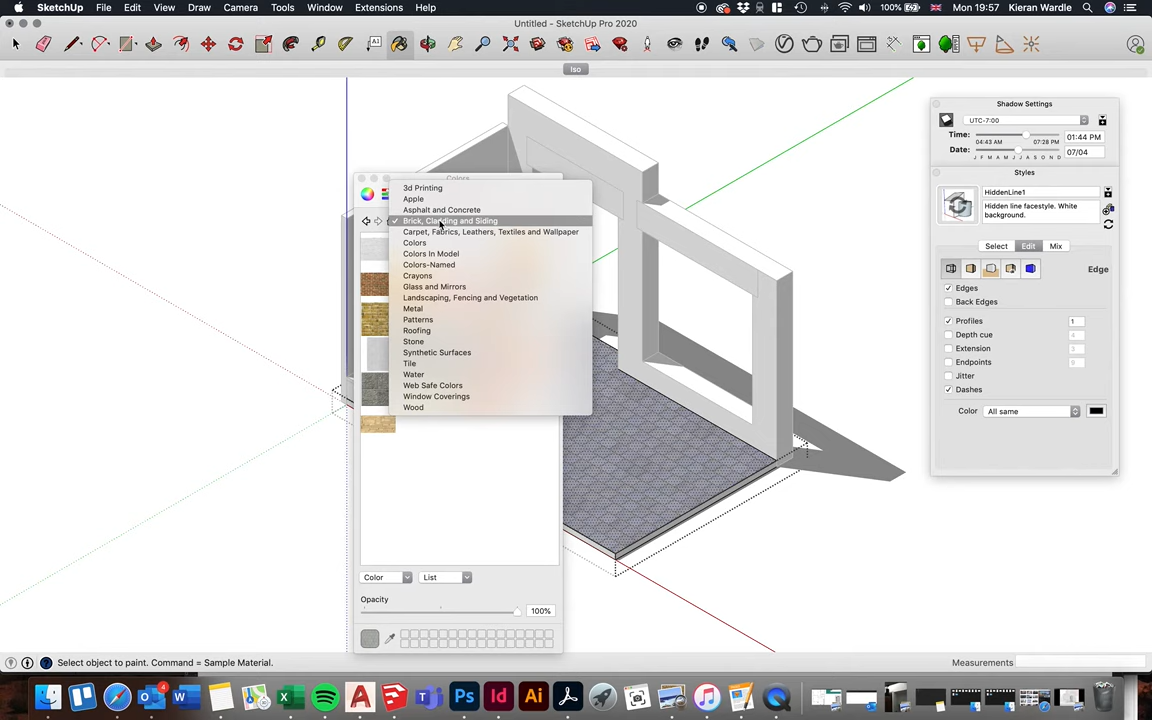 SketchUp File Edit View Draw Camera Tools Window Extensions Help 100% Mon 19:57 Kieran Wardle
Untitled - SketchUp Pro 2020
Iso
Colors
3d Printing
Apple
Asphalt and Concrete
Brick, Cladding and Siding
Carpet, Fabrics, Leathers, Textiles and Wallpaper
Colors
Colors In Model
Colors-Named
Crayons
Glass and Mirrors
Landscaping, Fencing and Vegetation
Metal
Patterns
Roofing
Stone
Synthetic Surfaces
Tile
Water
Web Safe Colors
Window Coverings
Wood
Color List
Opacity
100%
Shadow Settings
UTC-7:00
Time: 04:43 AM 07:28 PM 01:44 PM
Date: J F M A M J J A S O N D 07/04
Styles
HiddenLine1
Hidden line facestyle. White
background.
Select Edit Mix
Edge
Edges
Back Edges
Profiles 1
Depth cue 4
Extension 3
Endpoints 9
Jitter
Dashes
Color All same
Select object to paint. Command = Sample Material.
Measurements
4